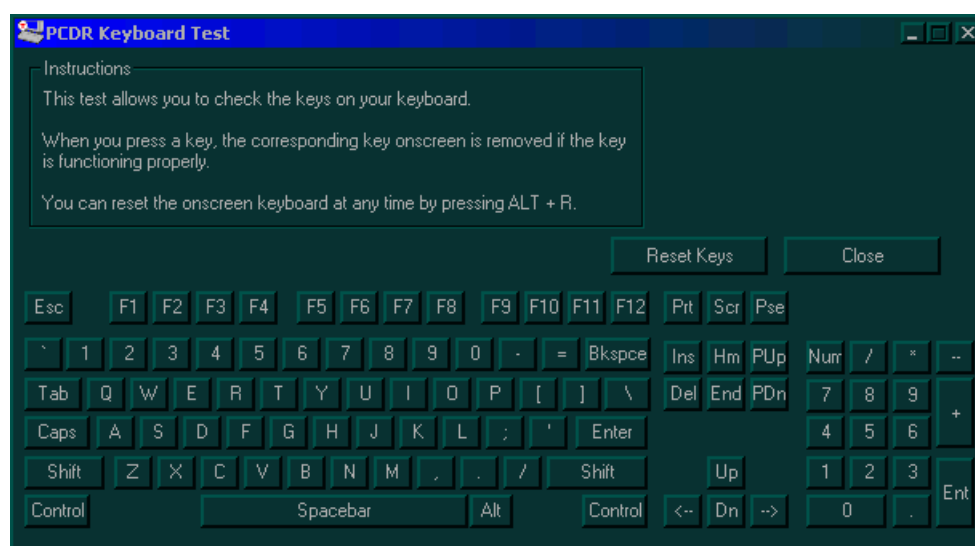 PCDR Keyboard Test
Instructions
This test allows you to check the keys on your keyboard.
When you press a key, the corresponding key onscreen is removed if the key
is functioning properly.
You can reset the onscreen keyboard at any time by pressing ALT + R.
Reset Keys Close
Esc F1 F2 F3 F4 F5 F6 F7 F8 F9 F10 F11 F12 Prt Scr Pse
` 1 2 3 4 5 6 7 8 9 0 - = Bkspce Ins Hm PUp Num / * --
Tab Q W E R T Y U I O P [ ] \ Del End PDn 7 8 9 +
Caps A S D F G H J K L ; ' Enter 4 5 6
Shift Z X C V B N M , . / Shift Up 1 2 3 Ent
Control Spacebar Alt Control <-- Dn --> 0 .